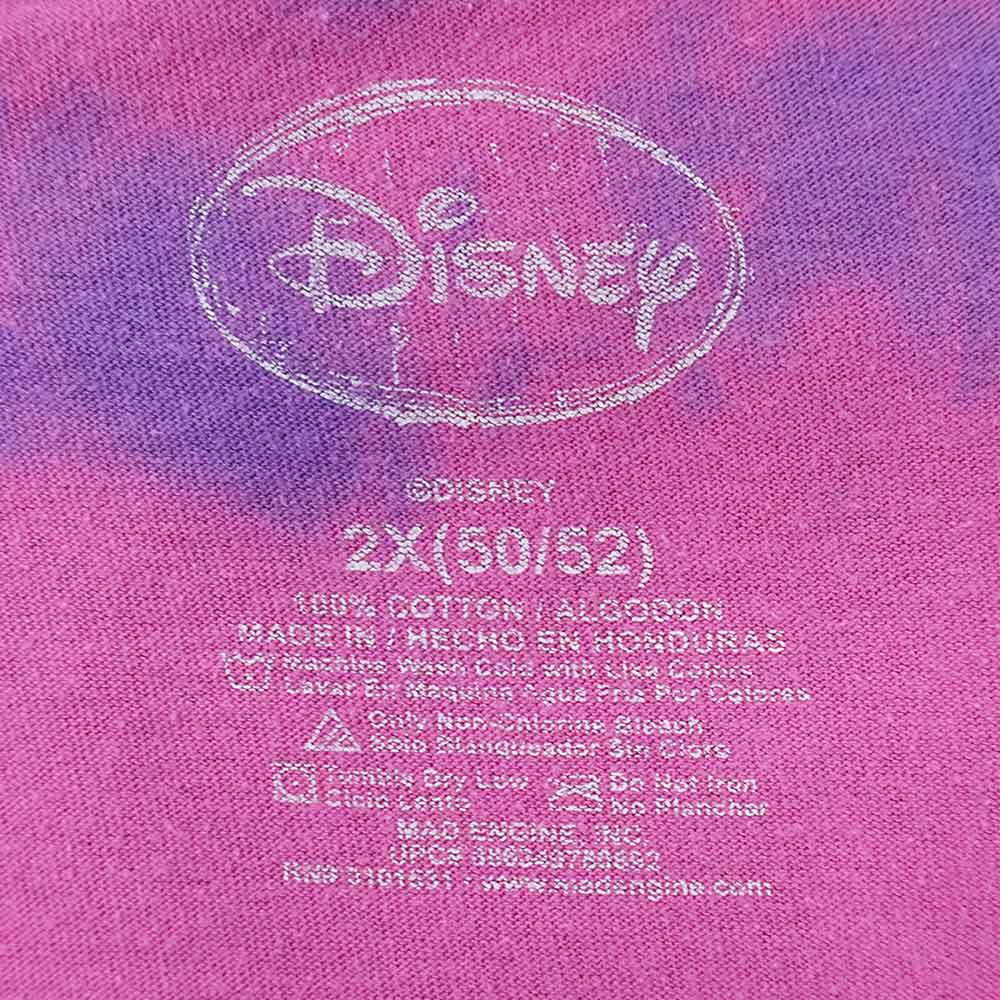 Disney
©DISNEY
2X(50/52)
100% COTTON / ALGODON
MADE IN / HECHO EN HONDURAS
Machine Wash Cold with Like Colors
Lavar En Maquina Agua Fria Por Colores
Only Non-Chlorine Bleach
Solo Blanqueador Sin Cloro
Tumble Dry Low
Ciclo Lento
Do Not Iron
No Planchar
MAD ENGINE, INC.
UPC#
RN# • www.madengine.com